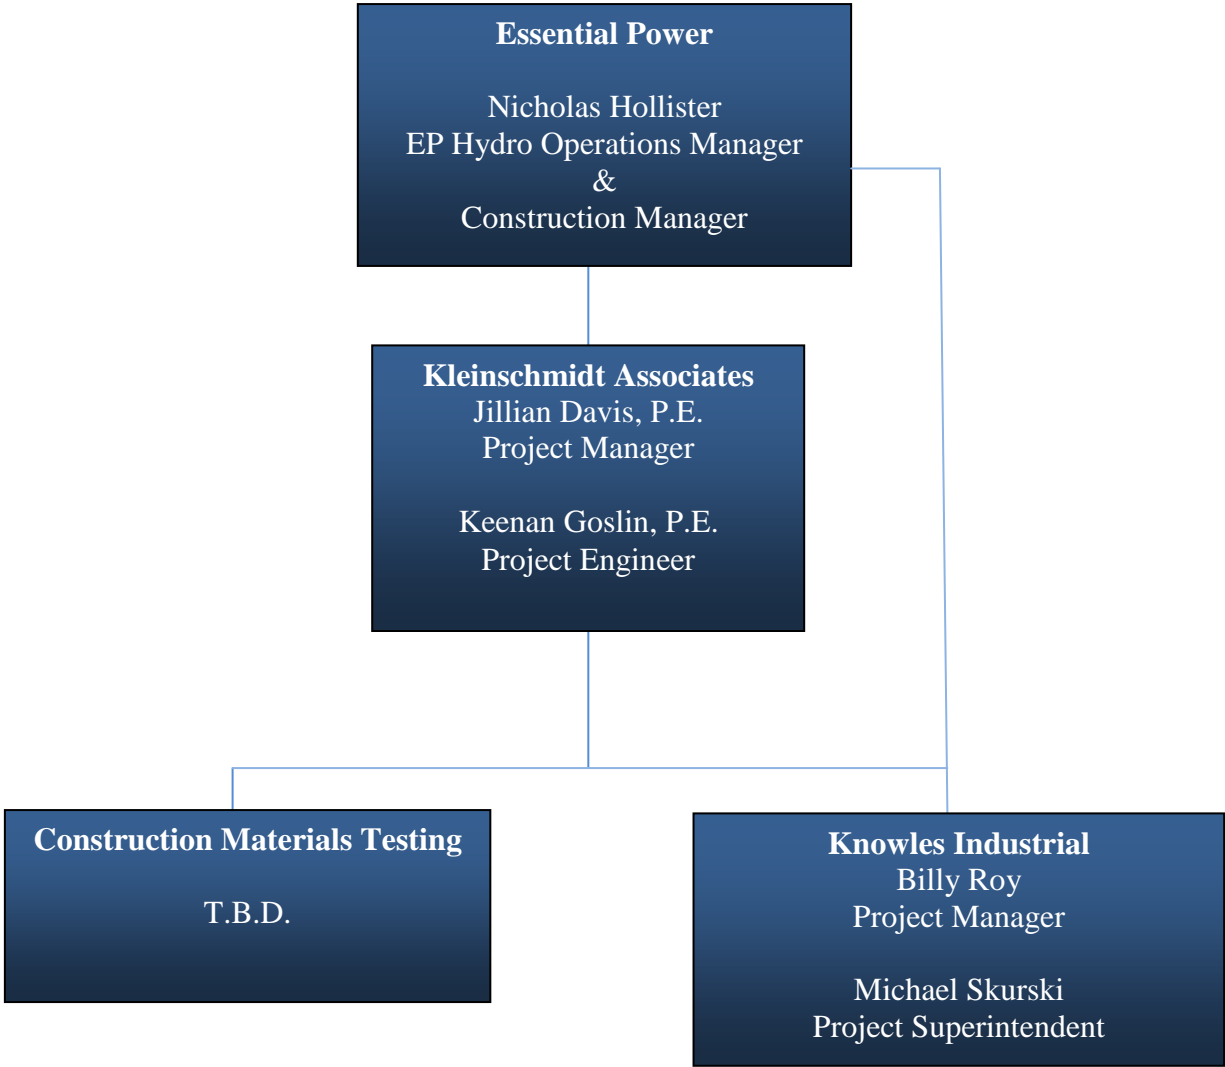 Essential Power
Nicholas Hollister
EP Hydro Operations Manager
&
Construction Manager
Kleinschmidt Associates
Jillian Davis, P.E.
Project Manager
Keenan Goslin, P.E.
Project Engineer
Construction Materials Testing
T.B.D.
Knowles Industrial
Billy Roy
Project Manager
Michael Skurski
Project Superintendent